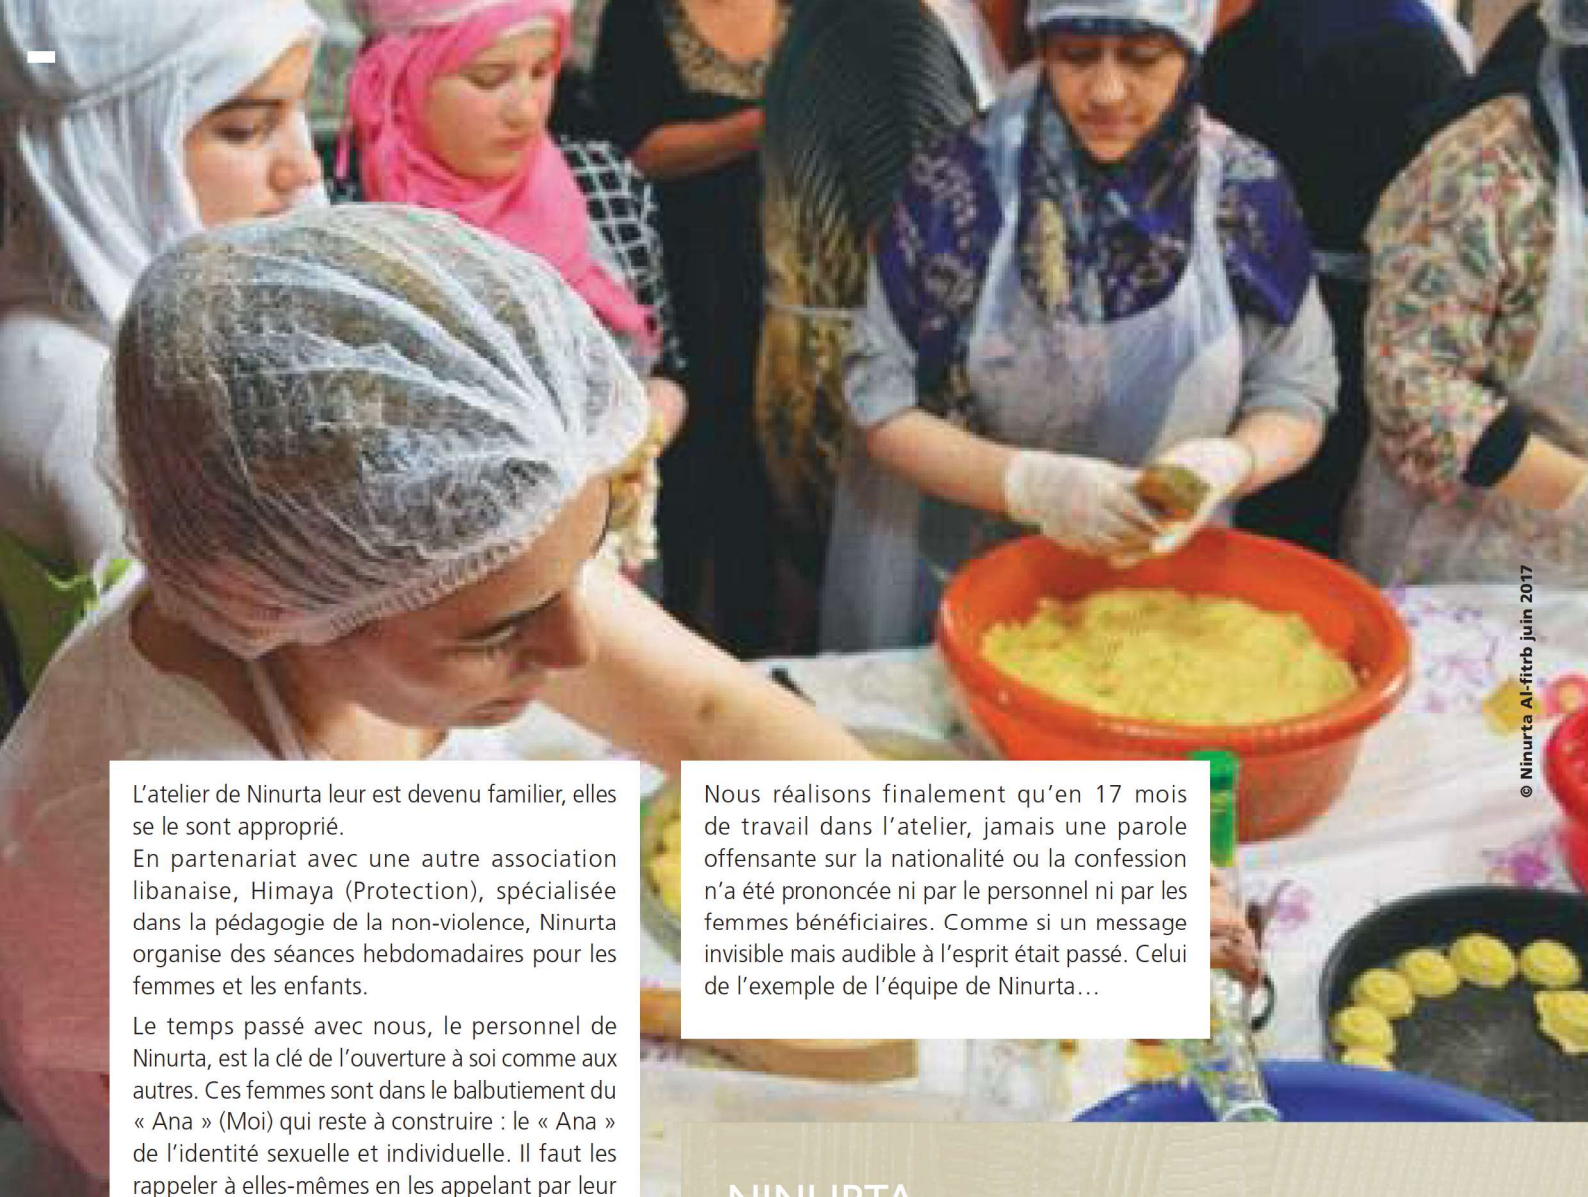 L’atelier de Ninurta leur est devenu familier, elles
se le sont approprié.
En partenariat avec une autre association
libanaise, Himaya (Protection), spécialisée
dans la pédagogie de la non-violence, Ninurta
organise des séances hebdomadaires pour les
femmes et les enfants.
Le temps passé avec nous, le personnel de
Ninurta, est la clé de l’ouverture à soi comme aux
autres. Ces femmes sont dans le balbutiement du
« Ana » (Moi) qui reste à construire : le « Ana »
de l’identité sexuelle et individuelle. Il faut les
rappeler à elles-mêmes en les appelant par leur
Nous réalisons finalement qu’en 17 mois
de travail dans l’atelier, jamais une parole
offensante sur la nationalité ou la confession
n’a été prononcée ni par le personnel ni par les
femmes bénéficiaires. Comme si un message
invisible mais audible à l’esprit était passé. Celui
de l’exemple de l’équipe de Ninurta…
© Ninurta Al-fitrb juin 2017
NINURTA